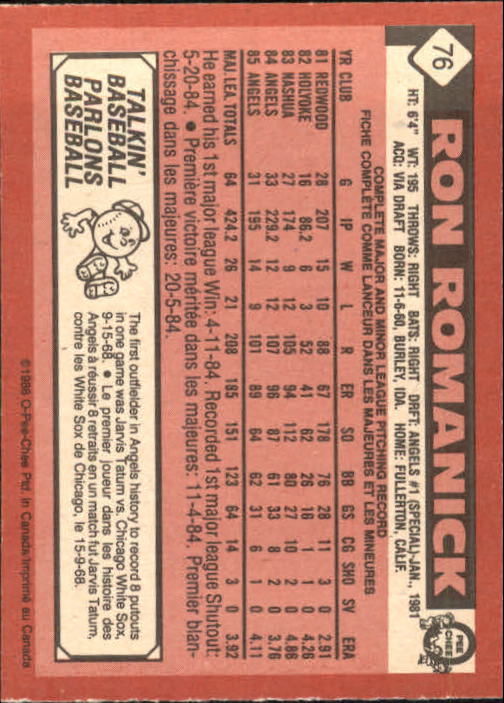 76
RON ROMANICK
O PEE CHEE
HT: 6'4" WT: 195 THROWS: RIGHT BATS: RIGHT DRFT: ANGELS #1 (SPECIAL)-JAN., 1981
ACQ: VIA DRAFT BORN: 11-6-60, BURLEY, IDA. HOME: FULLERTON, CALIF.
COMPLETE MAJOR AND MINOR LEAGUE PITCHING RECORD
FICHE COMPLÈTE COMME LANCEUR DANS LES MAJEURES ET LES MINEURES
YR CLUB G IP W L R ER SO BB GS CG SHO SV ERA
81 REDWOOD 28 207 15 10 88 67 178 76 28 11 3 0 2.91
82 HOLYOKE 16 86.2 6 3 52 41 62 26 16 1 1 0 4.26
83 NASHUA 27 174 9 12 105 94 112 80 27 10 2 0 4.86
84 ANGELS 33 229.2 12 12 107 96 87 61 33 8 2 0 3.76
85 ANGELS 31 195 14 9 101 89 64 62 31 6 1 0 4.11
MAJ. LEA. TOTALS 64 424.2 26 21 208 185 151 123 64 14 3 0 3.92
He earned his 1st major league Win: 4-11-84. Recorded 1st major league Shutout:
5-20-84. ● Première victoire méritée dans les majeures: 11-4-84. Premier blan-
chissage dans les majeures: 20-5-84.
TALKIN'
BASEBALL
PARLONS
BASEBALL
The first outfielder in Angels history to record 8 putouts
in one game was Jarvis Tatum vs. Chicago White Sox,
9-15-68. ● Le premier joueur dans les histoire des
Angels à réussir 8 retraits en un match fut Jarvis Tatum,
contre les White Sox de Chicago, le 15-9-68.
©1986 O-Pee-Chee Ptd. in Canada Imprimé au Canada